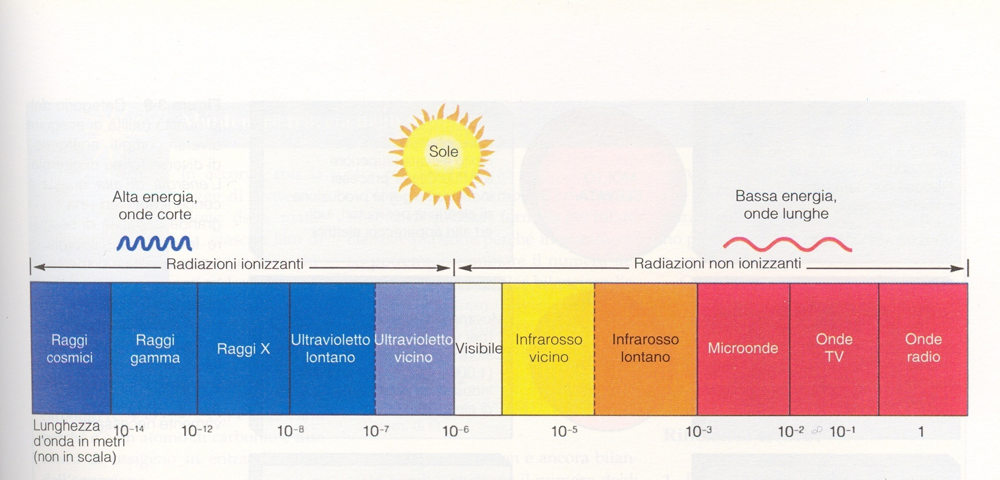 Sole
Alta energia,
onde corte
Bassa energia,
onde lunghe
Radiazioni ionizzanti
Radiazioni non ionizzanti
Raggi
cosmici
Raggi
gamma
Raggi X
Ultravioletto
lontano
Ultravioletto
vicino
Visibile
Infrarosso
vicino
Infrarosso
lontano
Microonde
Onde
TV
Onde
radio
Lunghezza
d'onda in metri
(non in scala)
10⁻¹⁴ 10⁻¹² 10⁻⁸ 10⁻⁷ 10⁻⁶ 10⁻⁵ 10⁻³ 10⁻² 10⁻¹ 1